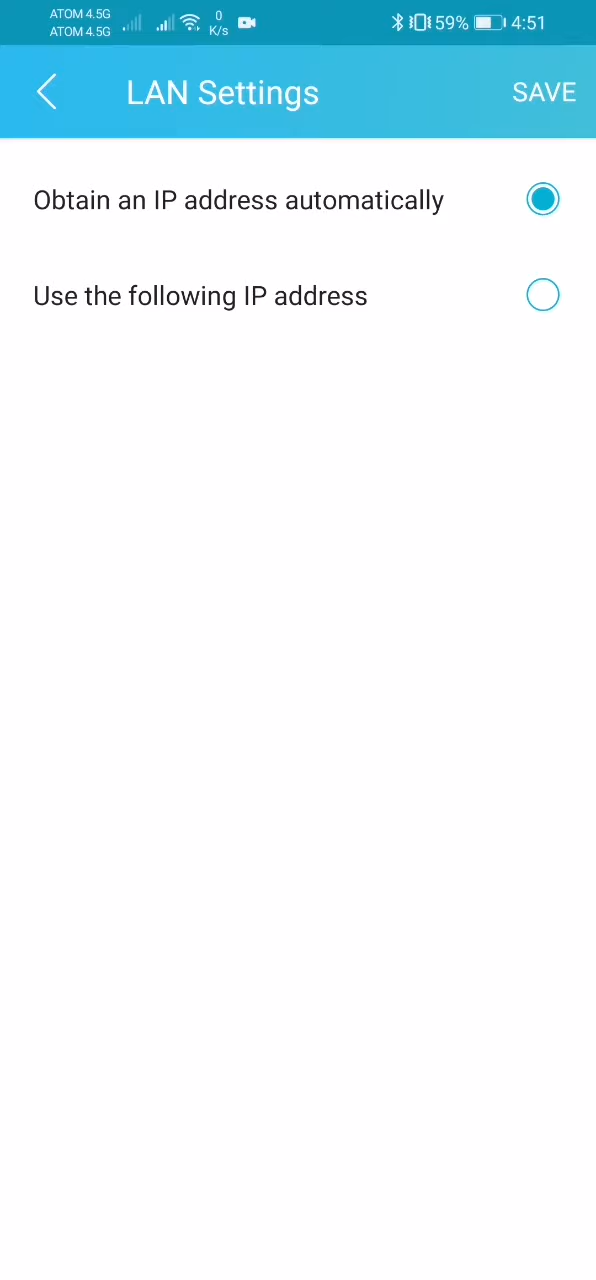 ATOM 4.5G
ATOM 4.5G
0
K/s
59%
4:51
LAN Settings
SAVE
Obtain an IP address automatically
Use the following IP address